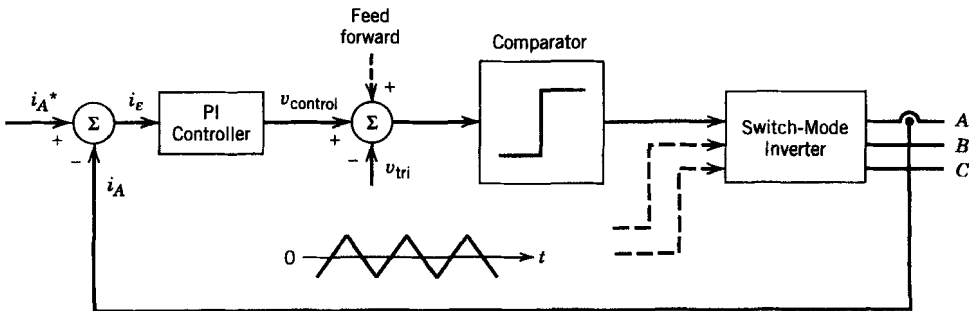 Feed
forward
Comparator
i_A*
+
−
Σ
i_ε
PI
Controller
v_control
+
+
−
Σ
v_tri
Switch-Mode
Inverter
A
B
C
i_A
0
t